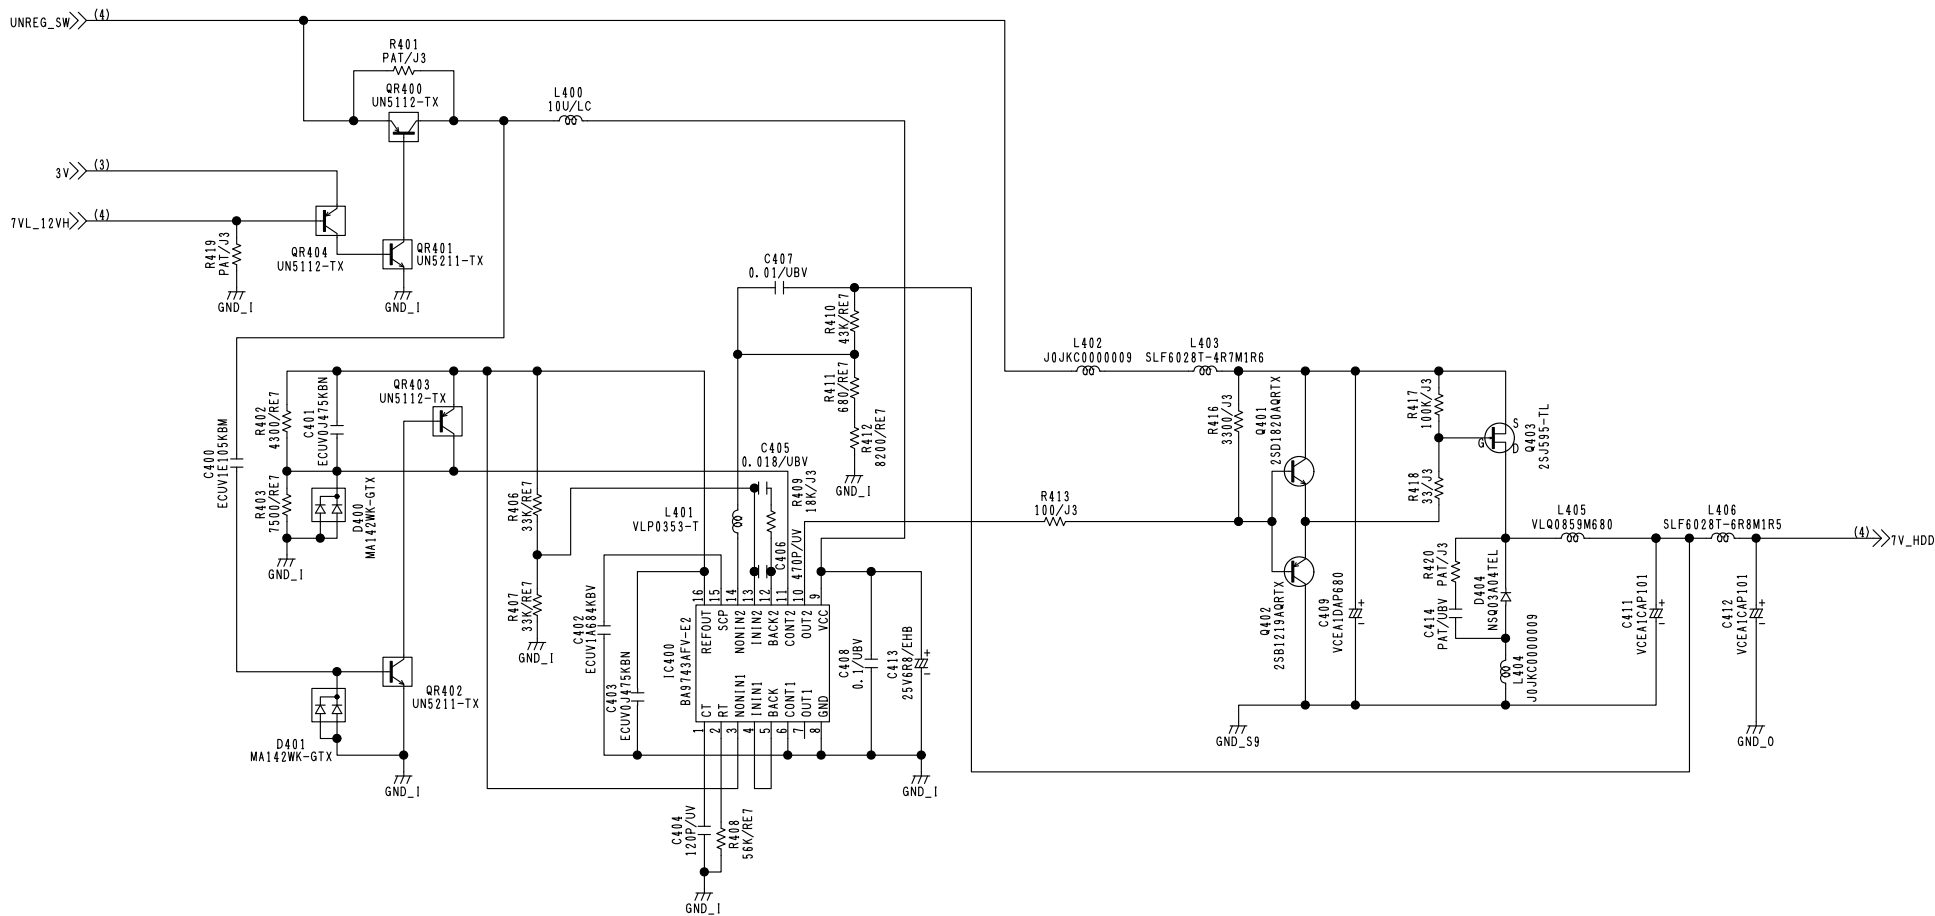 UNREG_SW
(4)
R401
PAT/J3
QR400
UN5112-TX
L400
10U/LC
3V
(3)
7VL_12VH
(4)
R419
PAT/J3
GND_I
QR404
UN5112-TX
QR401
UN5211-TX
GND_I
C407
0.01/UBV
R410
43K/RE7
R411
680/RE7
R412
8200/RE7
GND_I
L402
J0JKC0000009
L403
SLF6028T-4R7M1R6
R402
4300/RE7
C401
ECUV0J475KBN
QR403
UN5112-TX
C400
ECUV1E105KBM
R403
7500/RE7
D400
MA142WK-GTX
GND_I
R406
33K/RE7
R407
33K/RE7
GND_I
C405
0.018/UBV
R409
18K/J3
L401
VLP0353-T
C406
470P/UV
R413
100/J3
R416
3300/J3
Q401
2SD1820AQRTX
Q402
2SB1219AQRTX
C409
VCEA1DAP680
R417
100K/J3
R418
33/J3
G
S
D
Q403
2SJ595-TL
L405
VLQ0859M680
L406
SLF6028T-6R8M1R5
(4)
7V_HDD
R420
PAT/J3
C414
PAT/UBV
D404
NSQ03A04TEL
L404
J0JKC0000009
C411
VCEA1CAP101
C412
VCEA1CAP101
GND_S9
GND_O
C402
ECUV1A684KBV
C403
ECUV0J475KBN
16
15
14
13
12
11
10
9
REFOUT
SCP
NONIN2
ININ2
BACK2
CONT2
OUT2
VCC
IC400
BA9743AFV-E2
CT
RT
NONIN1
ININ1
BACK
CONT1
OUT1
GND
1
2
3
4
5
6
7
8
C408
0.1/UBV
C413
25V6R8/EHB
GND_I
QR402
UN5211-TX
D401
MA142WK-GTX
GND_I
C404
120P/UV
R408
56K/RE7
GND_I